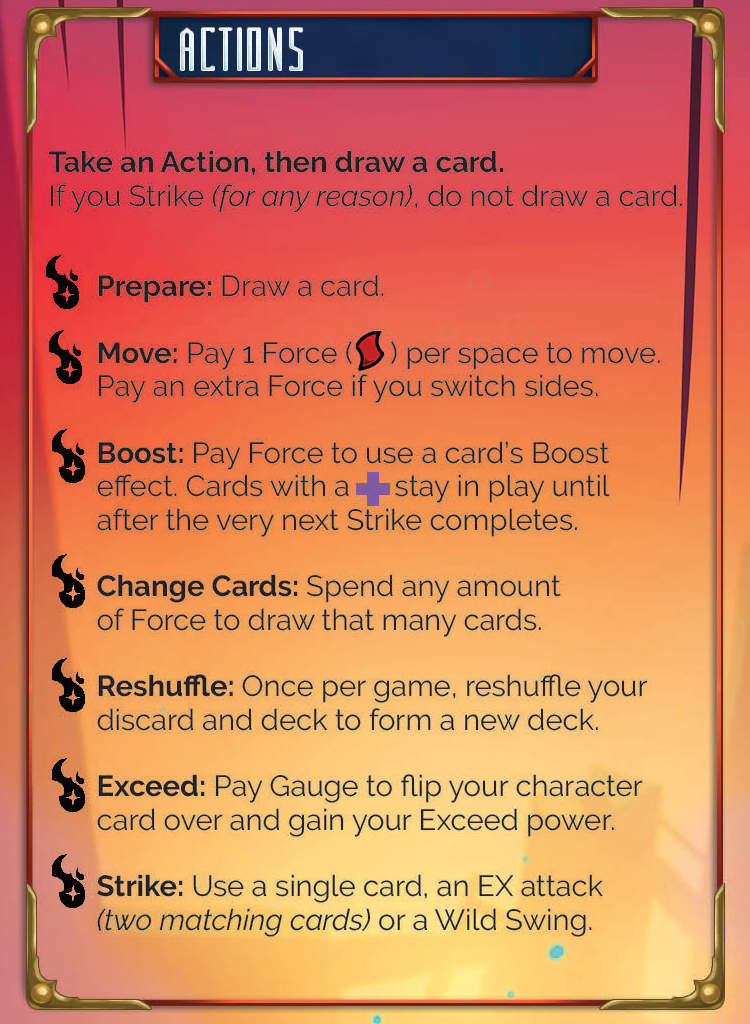 ACTIONS
Take an Action, then draw a card.
If you Strike (for any reason), do not draw a card.
Prepare: Draw a card.
Move: Pay 1 Force ( ) per space to move.
Pay an extra Force if you switch sides.
Boost: Pay Force to use a card's Boost
effect. Cards with a stay in play until
after the very next Strike completes.
Change Cards: Spend any amount
of Force to draw that many cards.
Reshuffle: Once per game, reshuffle your
discard and deck to form a new deck.
Exceed: Pay Gauge to flip your character
card over and gain your Exceed power.
Strike: Use a single card, an EX attack
(two matching cards) or a Wild Swing.